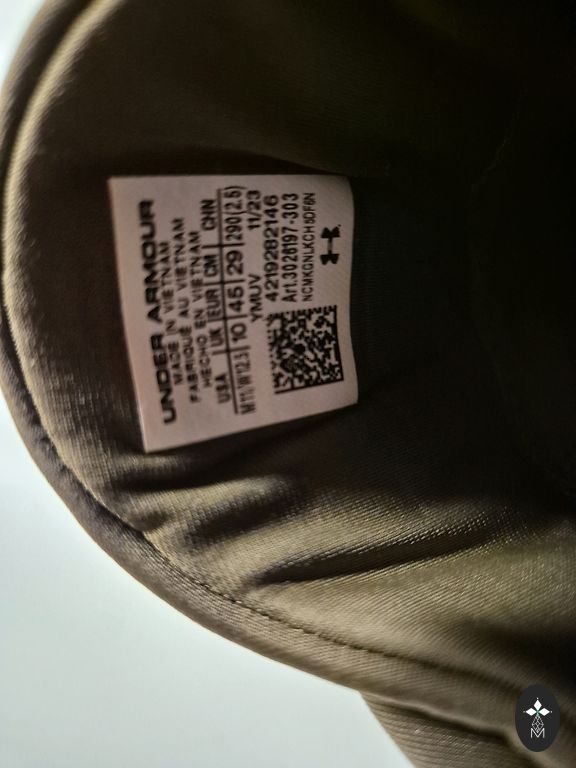 UNDER ARMOUR
MADE IN VIETNAM
FABRIQUÉ AU VIETNAM
HECHO EN VIETNAM
USA | UK | EUR | CM | CHN
M11/W12.5 | 10 | 45 | 29 | 290(2.5)
YMUV 11/23
4219282146
Art.3026197-303
M